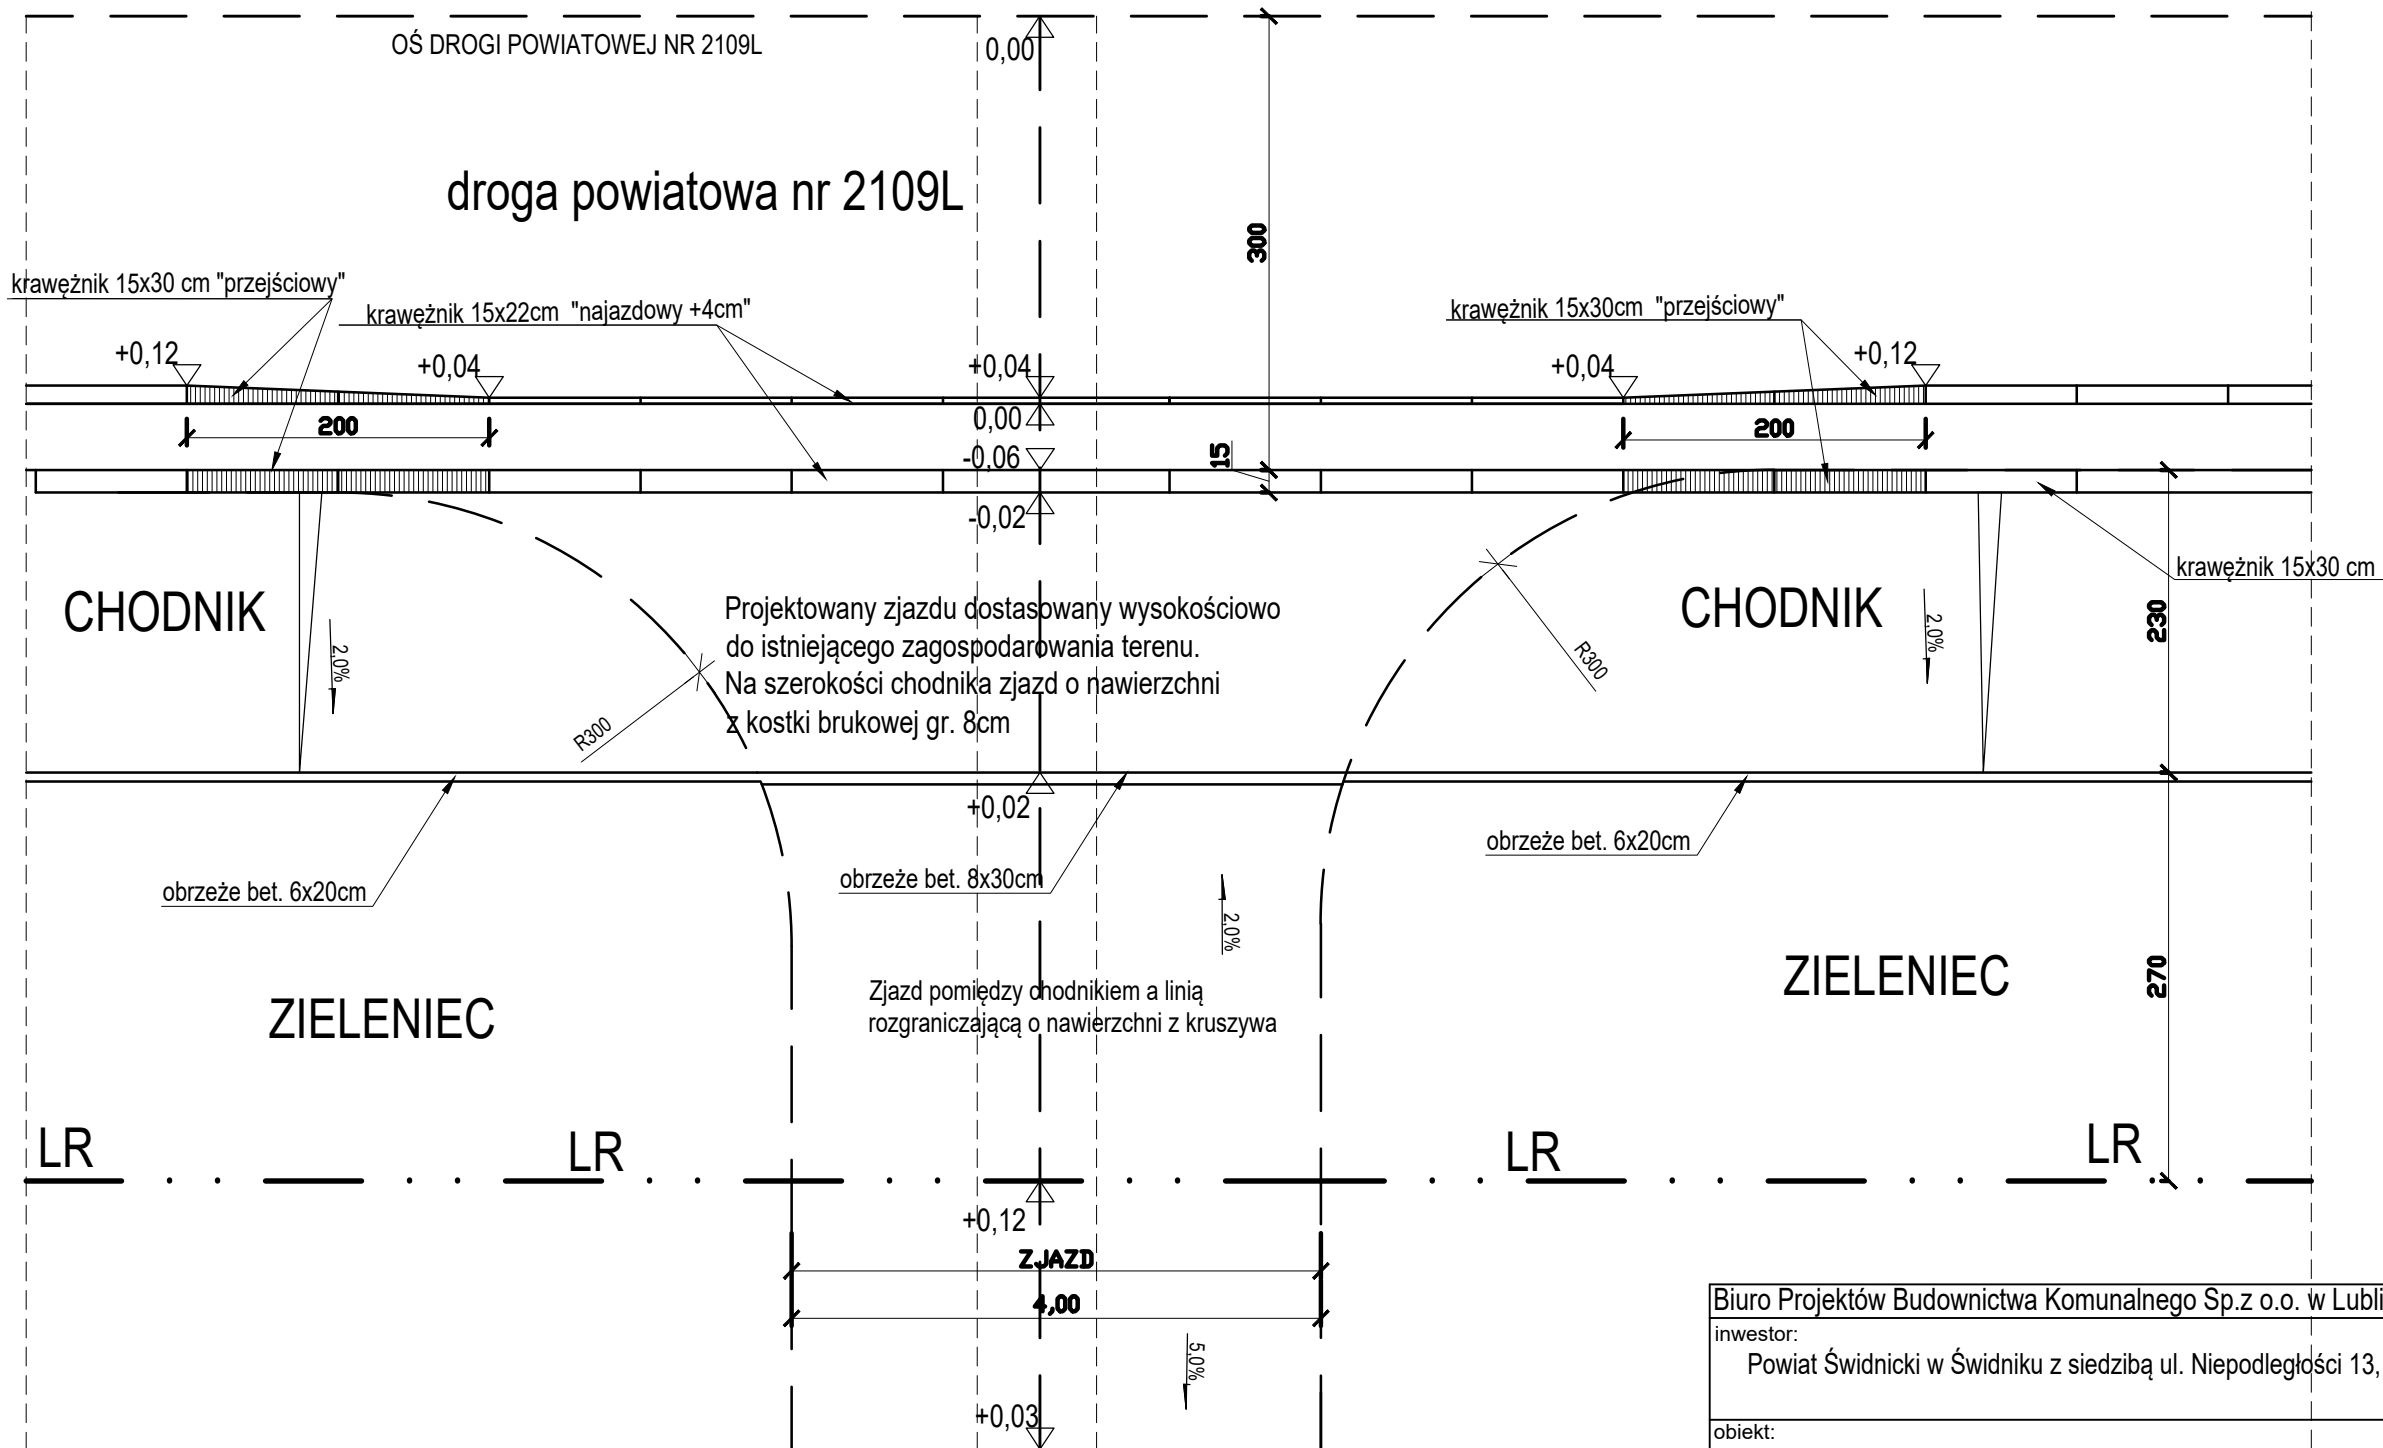 OŚ DROGI POWIATOWEJ NR 2109L
0,00
droga powiatowa nr 2109L
300
krawężnik 15x30 cm "przejściowy"
krawężnik 15x22cm "najazdowy +4cm"
krawężnik 15x30cm "przejściowy"
+0,12
+0,04
+0,04
+0,04
+0,12
200
0,00
200
-0,06
15
-0,02
krawężnik 15x30 cm
CHODNIK
CHODNIK
230
2,0%
2,0%
Projektowany zjazdu dostasowany wysokościowo
do istniejącego zagospodarowania terenu.
Na szerokości chodnika zjazd o nawierzchni
z kostki brukowej gr. 8cm
R300
R300
+0,02
obrzeże bet. 6x20cm
obrzeże bet. 8x30cm
obrzeże bet. 6x20cm
2,0%
ZIELENIEC
ZIELENIEC
270
Zjazd pomiędzy chodnikiem a linią
rozgraniczającą o nawierzchni z kruszywa
LR
LR
LR
LR
+0,12
ZJAZD
4,00
5,0%
+0,03
Biuro Projektów Budownictwa Komunalnego Sp.z o.o. w Lubli
inwestor:
Powiat Świdnicki w Świdniku z siedzibą ul. Niepodległości 13,
obiekt: